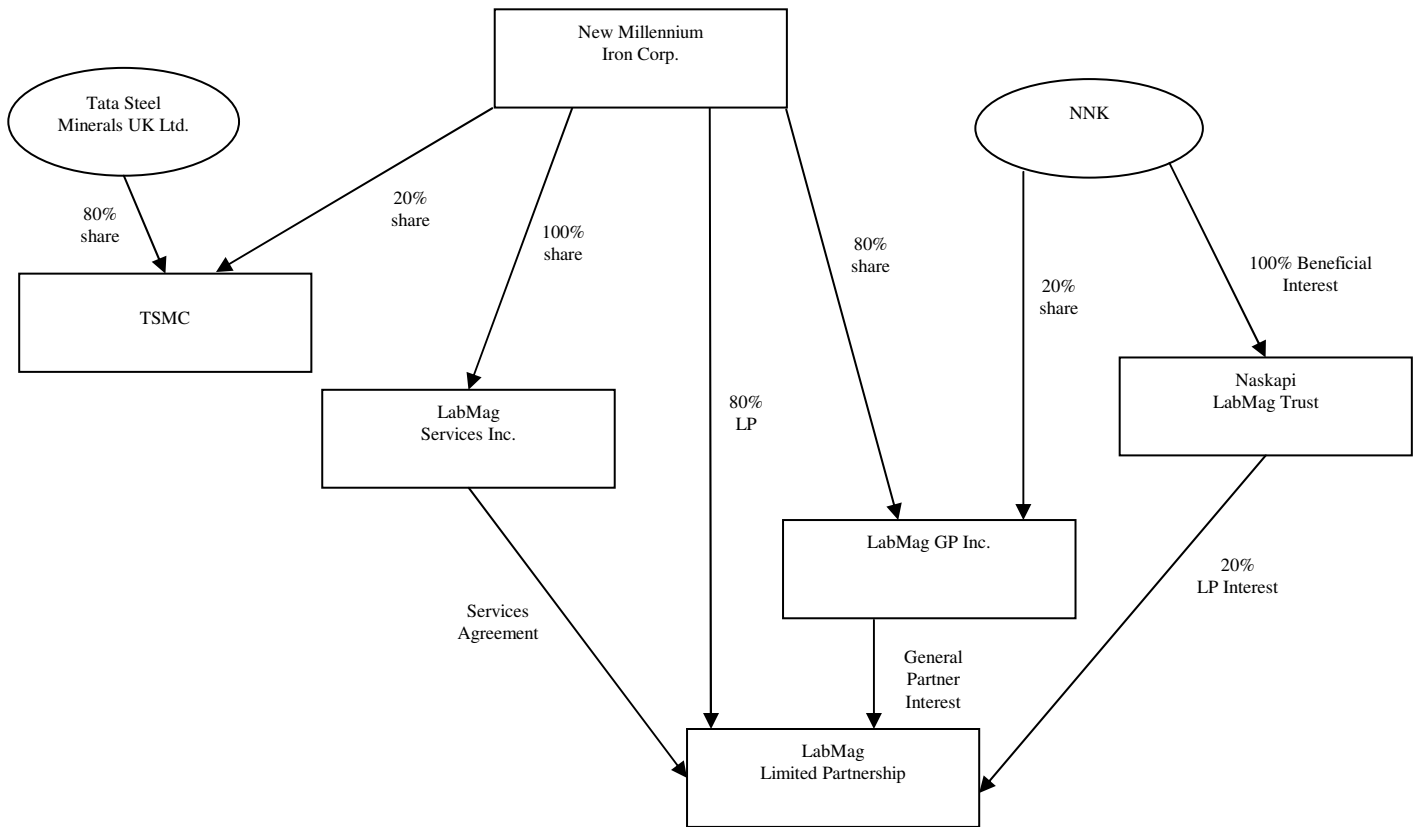 New Millennium
Iron Corp.
Tata Steel
Minerals UK Ltd.
NNK
80%
share
20%
share
100%
share
80%
share
20%
share
100% Beneficial
Interest
TSMC
LabMag
Services Inc.
80%
LP
Naskapi
LabMag Trust
LabMag GP Inc.
Services
Agreement
20%
LP Interest
General
Partner
Interest
LabMag
Limited Partnership